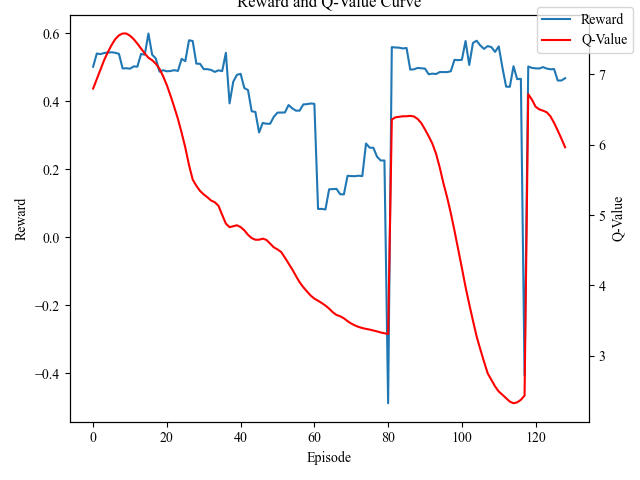 Reward and Q-Value Curve
Reward
Q-Value
0.6
0.4
0.2
0.0
−0.2
−0.4
Reward
7
6
5
4
3
Q-Value
0 20 40 60 80 100 120
Episode